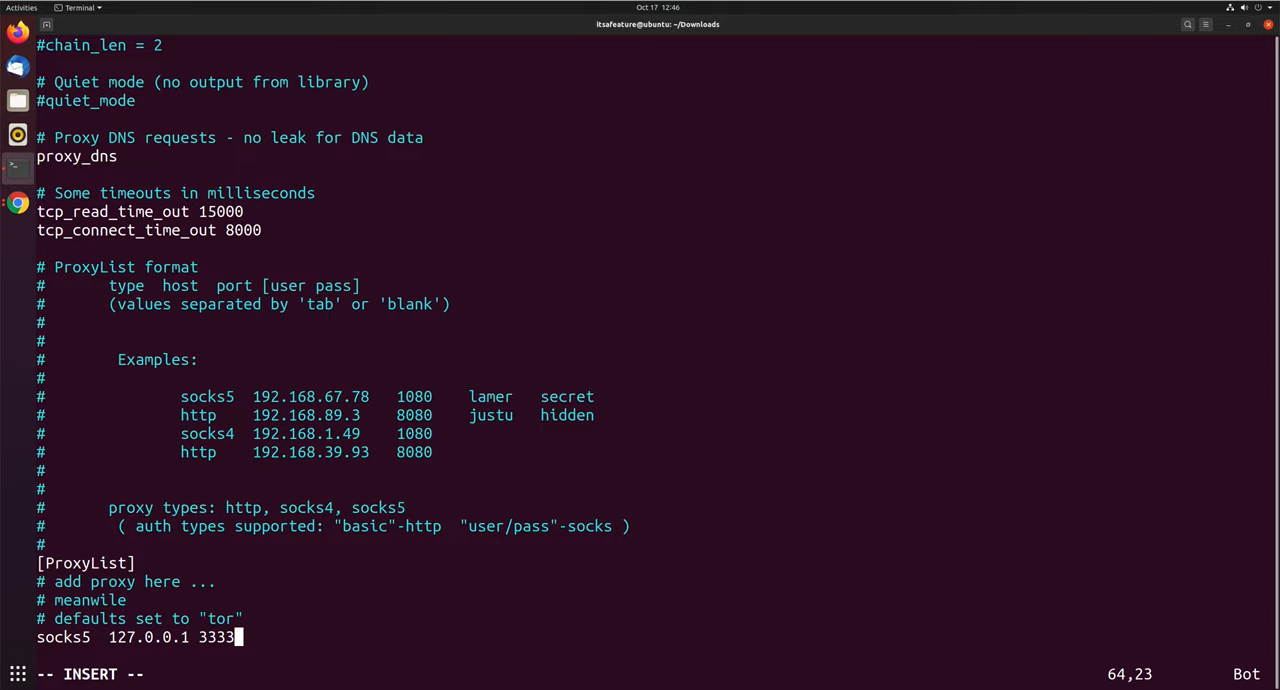 Activities Terminal Oct 17 12:46
itsafeature@ubuntu: ~/Downloads
#chain_len = 2
# Quiet mode (no output from library)
#quiet_mode
# Proxy DNS requests - no leak for DNS data
proxy_dns
# Some timeouts in milliseconds
tcp_read_time_out 15000
tcp_connect_time_out 8000
# ProxyList format
#       type  host  port [user pass]
#       (values separated by 'tab' or 'blank')
#
#
#        Examples:
#
#               socks5  192.168.67.78   1080    lamer   secret
#               http    192.168.89.3    8080    justu   hidden
#               socks4  192.168.1.49    1080
#               http    192.168.39.93   8080
#
#
#       proxy types: http, socks4, socks5
#        ( auth types supported: "basic"-http  "user/pass"-socks )
#
[ProxyList]
# add proxy here ...
# meanwile
# defaults set to "tor"
socks5  127.0.0.1 3333
-- INSERT -- 64,23 Bot